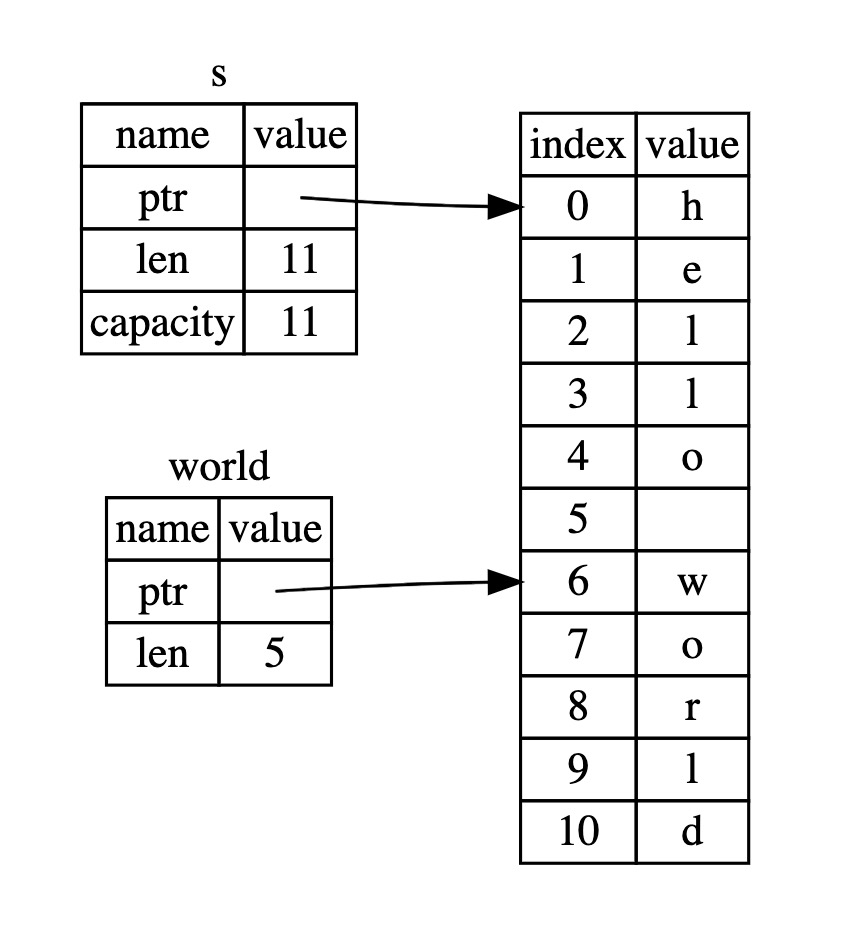 s
name value
ptr
len 11
capacity 11
world
name value
ptr
len 5
index value
0 h
1 e
2 l
3 l
4 o
5
6 w
7 o
8 r
9 l
10 d